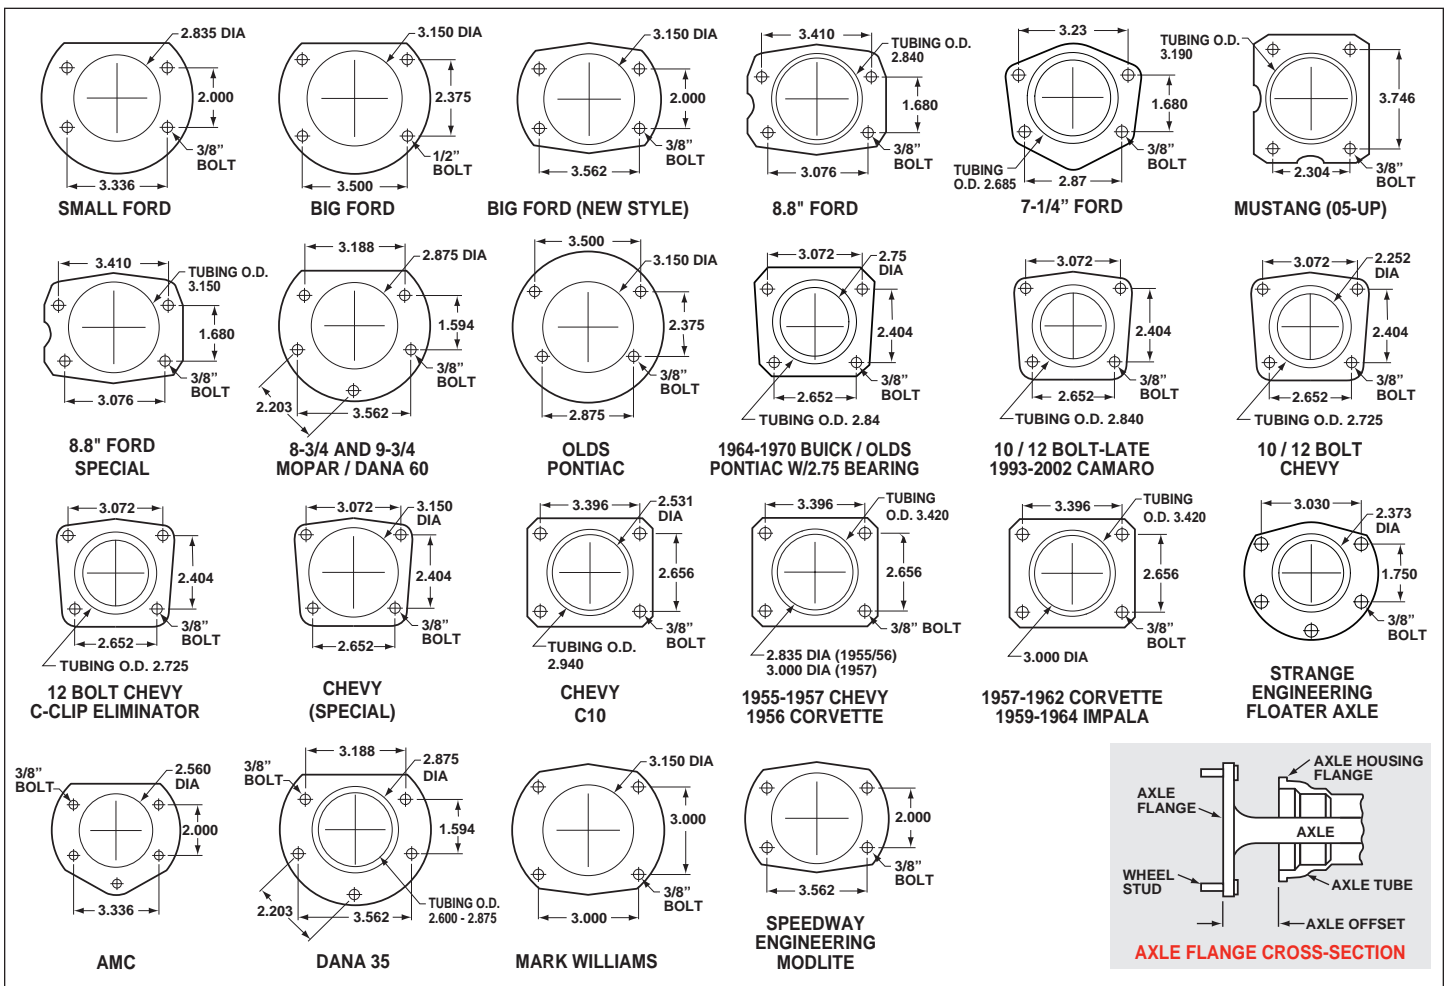 2.835 DIA
2.000
3/8”
BOLT
3.336
SMALL FORD
3.150 DIA
2.375
1/2”
BOLT
3.500
BIG FORD
3.150 DIA
2.000
3/8”
BOLT
3.562
BIG FORD (NEW STYLE)
3.410
TUBING O.D.
2.840
1.680
3/8”
BOLT
3.076
8.8" FORD
3.23
1.680
3/8”
BOLT
TUBING
O.D. 2.685
2.87
7-1/4” FORD
TUBING O.D.
3.190
3.746
3/8”
BOLT
2.304
MUSTANG (05-UP)
3.410
TUBING O.D.
3.150
1.680
3/8”
BOLT
3.076
8.8" FORD
SPECIAL
3.188
2.875 DIA
1.594
3/8”
BOLT
2.203
3.562
8-3/4 AND 9-3/4
MOPAR / DANA 60
3.500
3.150 DIA
2.375
3/8”
BOLT
2.875
OLDS
PONTIAC
3.072
2.75
DIA
2.404
3/8”
BOLT
2.652
TUBING O.D. 2.84
1964-1970 BUICK / OLDS
PONTIAC W/2.75 BEARING
3.072
2.404
3/8”
BOLT
2.652
TUBING O.D. 2.840
10 / 12 BOLT-LATE
1993-2002 CAMARO
3.072
2.252
DIA
2.404
3/8”
BOLT
2.652
TUBING O.D. 2.725
10 / 12 BOLT
CHEVY
3.072
2.404
3/8”
BOLT
2.652
TUBING O.D. 2.725
12 BOLT CHEVY
C-CLIP ELIMINATOR
3.072
3.150
DIA
2.404
3/8”
BOLT
2.652
CHEVY
(SPECIAL)
3.396
2.531
DIA
2.656
3/8”
BOLT
TUBING O.D.
2.940
CHEVY
C10
3.396
TUBING
O.D. 3.420
2.656
3/8” BOLT
2.835 DIA (1955/56)
3.000 DIA (1957)
1955-1957 CHEVY
1956 CORVETTE
3.396
TUBING
O.D. 3.420
2.656
3/8”
BOLT
3.000 DIA
1957-1962 CORVETTE
1959-1964 IMPALA
3.030
2.373
DIA
1.750
3/8”
BOLT
STRANGE
ENGINEERING
FLOATER AXLE
3/8”
BOLT
2.560
DIA
2.000
3.336
AMC
3/8”
BOLT
3.188
2.875
DIA
1.594
2.203
3.562
TUBING O.D.
2.600 - 2.875
DANA 35
3.150 DIA
3.000
3/8”
BOLT
3.000
MARK WILLIAMS
2.000
3/8”
BOLT
3.562
SPEEDWAY
ENGINEERING
MODLITE
AXLE HOUSING
FLANGE
AXLE
FLANGE
AXLE
WHEEL
STUD
AXLE TUBE
AXLE OFFSET
AXLE FLANGE CROSS-SECTION